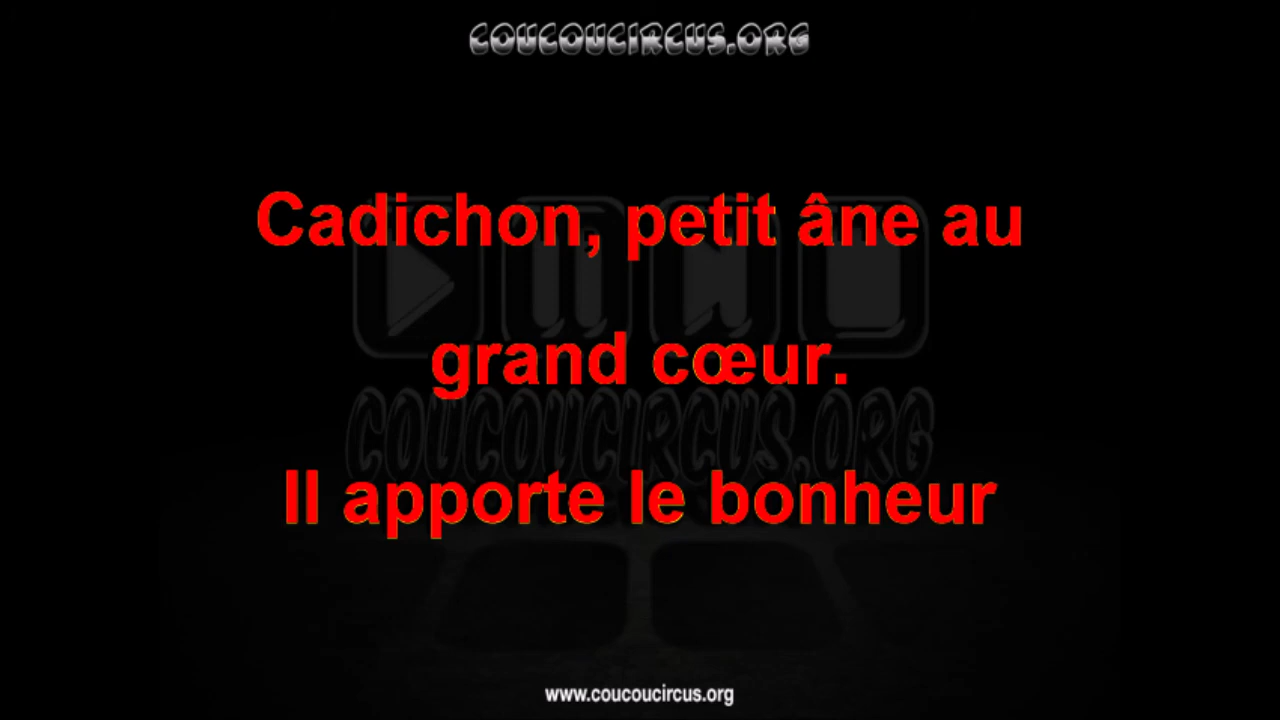 COUCOUCIRCUS.ORG
Cadichon, petit âne au
grand cœur.
COUCOUCIRCUS.ORG
Il apporte le bonheur
www.coucoucircus.org